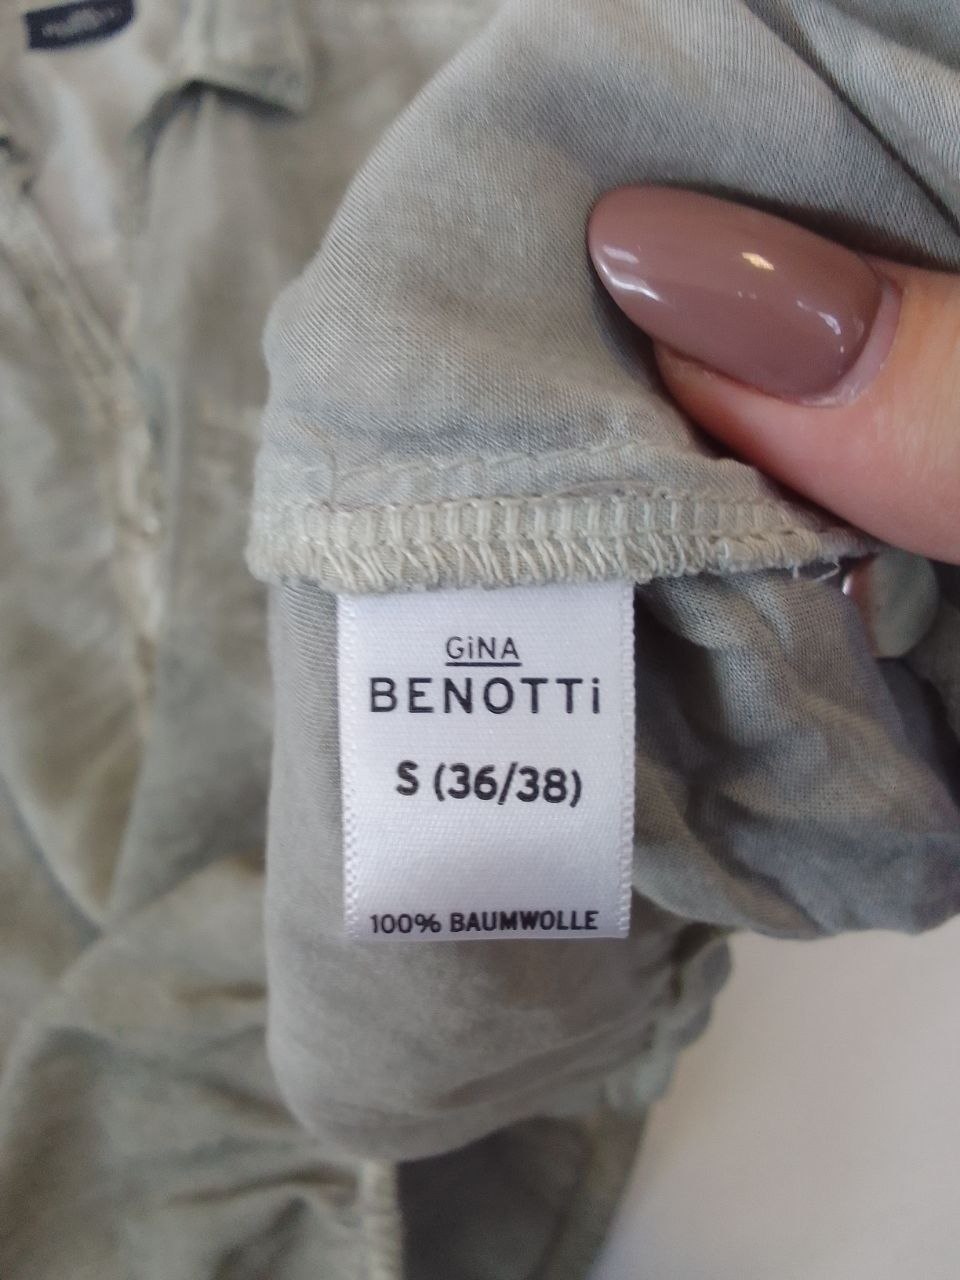 GiNA
BENOTTi
S (36/38)
100% BAUMWOLLE